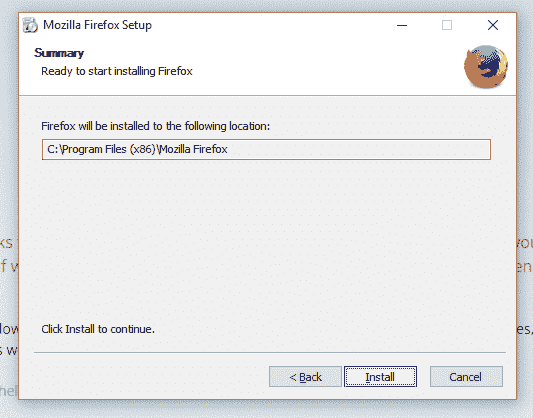 Mozilla Firefox Setup
Summary
Ready to start installing Firefox
Firefox will be installed to the following location:
C:\Program Files (x86)\Mozilla Firefox
Click Install to continue.
< Back
Install
Cancel